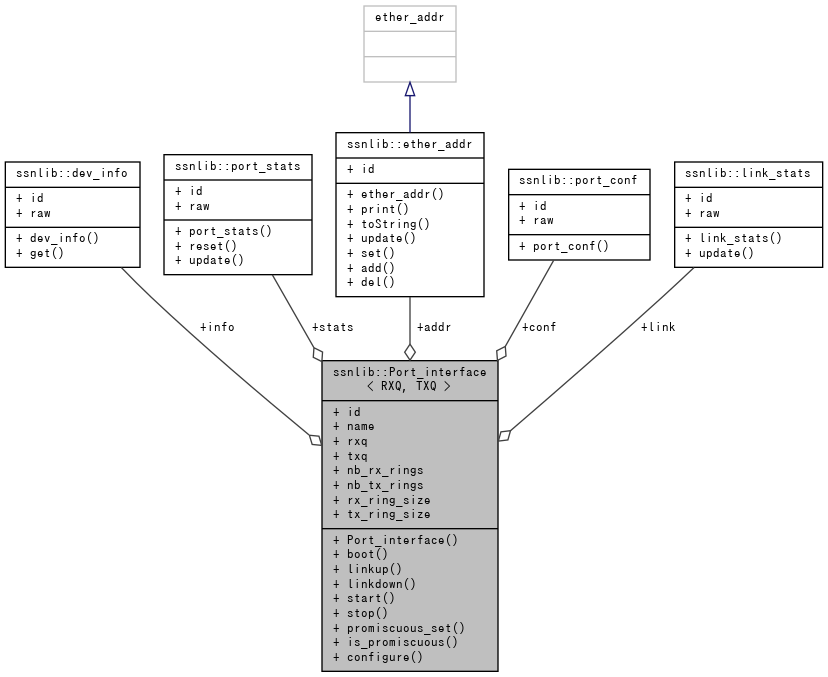 ether_addr
ssnlib::dev_info
+ id
+ raw
+ dev_info()
+ get()
ssnlib::port_stats
+ id
+ raw
+ port_stats()
+ reset()
+ update()
ssnlib::ether_addr
+ id
+ ether_addr()
+ print()
+ toString()
+ update()
+ set()
+ add()
+ del()
ssnlib::port_conf
+ id
+ raw
+ port_conf()
ssnlib::link_stats
+ id
+ raw
+ link_stats()
+ update()
+info
+stats
+addr
+conf
+link
ssnlib::Port_interface
< RXQ, TXQ >
+ id
+ name
+ rxq
+ txq
+ nb_rx_rings
+ nb_tx_rings
+ rx_ring_size
+ tx_ring_size
+ Port_interface()
+ boot()
+ linkup()
+ linkdown()
+ start()
+ stop()
+ promiscuous_set()
+ is_promiscuous()
+ configure()